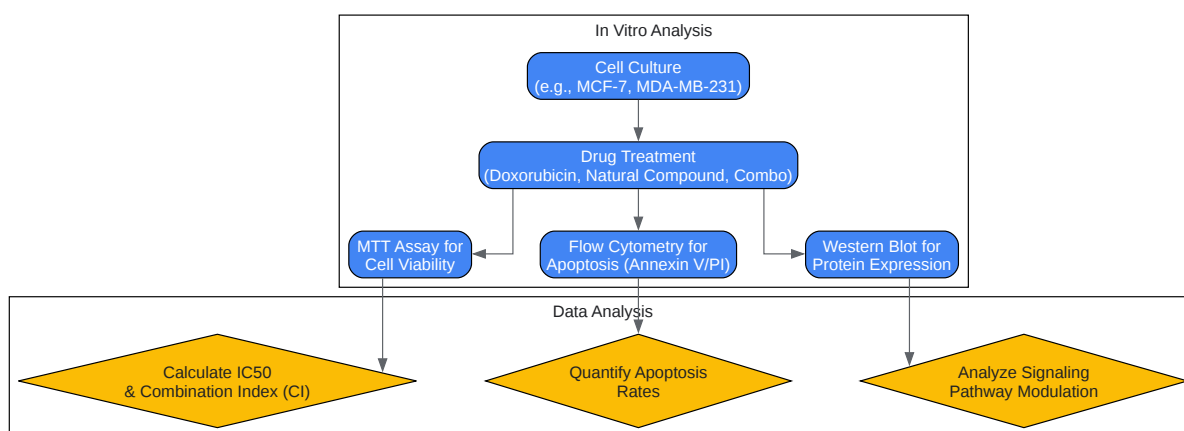 In Vitro Analysis
Cell Culture
(e.g., MCF-7, MDA-MB-231)
Drug Treatment
(Doxorubicin, Natural Compound, Combo)
MTT Assay for
Cell Viability
Flow Cytometry for
Apoptosis (Annexin V/PI)
Western Blot for
Protein Expression
Data Analysis
Calculate IC50
& Combination Index (CI)
Quantify Apoptosis
Rates
Analyze Signaling
Pathway Modulation